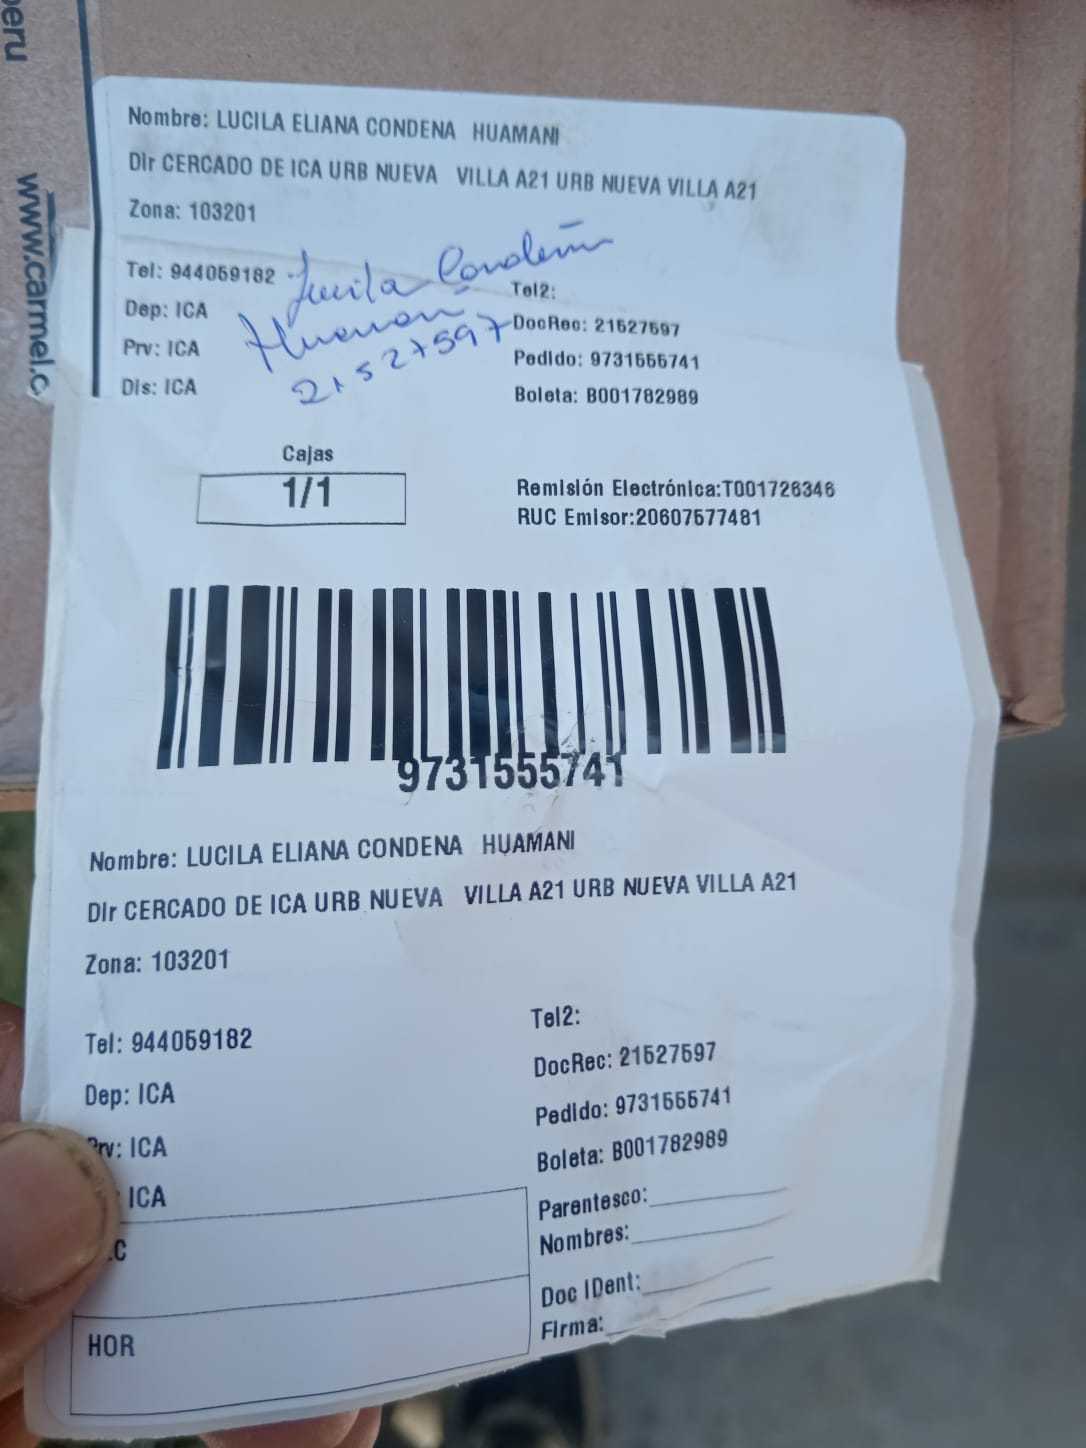 peru
www.carmel.c
Nombre: LUCILA ELIANA CONDENA HUAMANI
Dir CERCADO DE ICA URB NUEVA VILLA A21 URB NUEVA VILLA A21
Zona: 103201
Tel: 944059182
Lucila Condeña
Huaman
21527597
Tel2:
Dep: ICA
DocRec: 21527597
Prv: ICA
Pedido: 9731555741
Dis: ICA
Boleta: B001782989
Cajas
1/1
Remisión Electrónica:T001726346
RUC Emisor:20607577481
9731555741
Nombre: LUCILA ELIANA CONDENA HUAMANI
Dir CERCADO DE ICA URB NUEVA VILLA A21 URB NUEVA VILLA A21
Zona: 103201
Tel: 944059182
Tel2:
Dep: ICA
DocRec: 21527597
Prv: ICA
Pedido: 9731555741
: ICA
Boleta: B001782989
Parentesco:
Nombres:
Doc IDent:
Firma:
.C
HOR